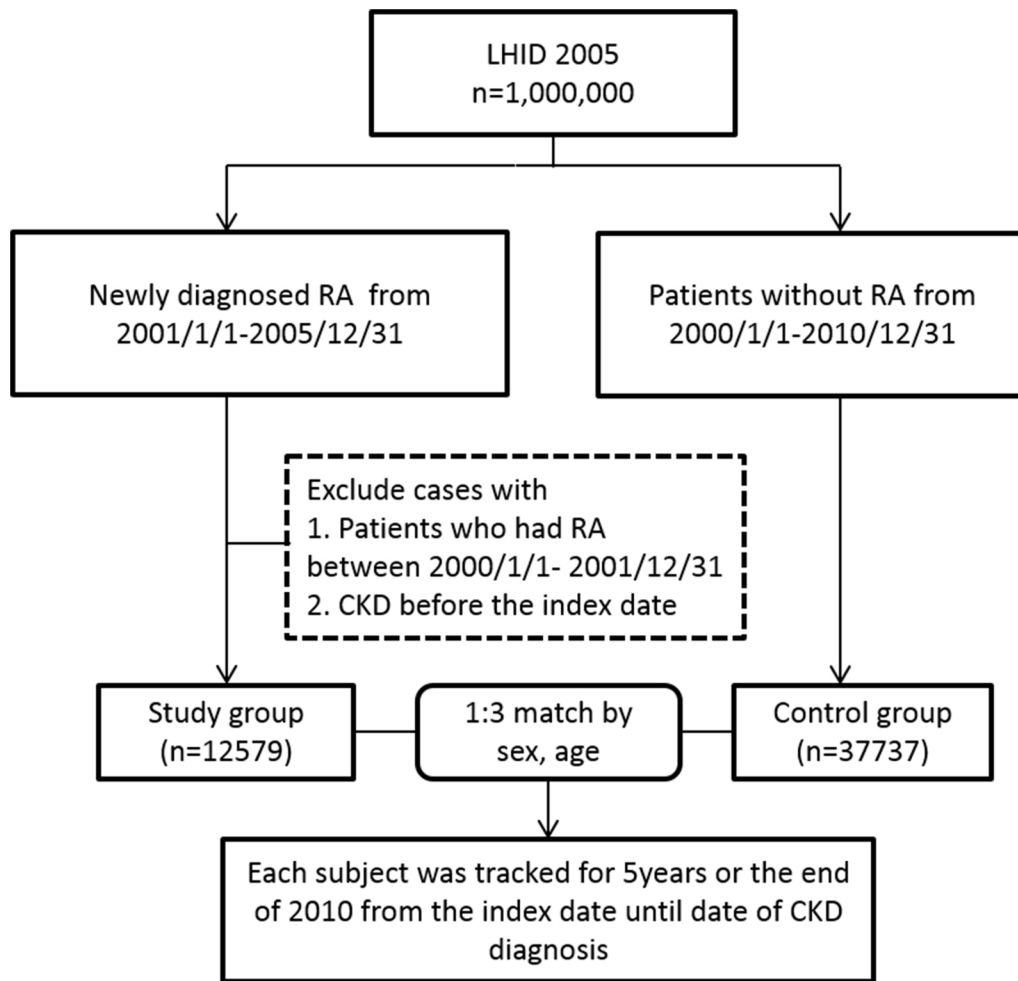 LHID 2005
n=1,000,000
Newly diagnosed RA from
2001/1/1-2005/12/31
Patients without RA from
2000/1/1-2010/12/31
Exclude cases with
1. Patients who had RA
between 2000/1/1- 2001/12/31
2. CKD before the index date
Study group
(n=12579)
1:3 match by
sex, age
Control group
(n=37737)
Each subject was tracked for 5years or the end
of 2010 from the index date until date of CKD
diagnosis